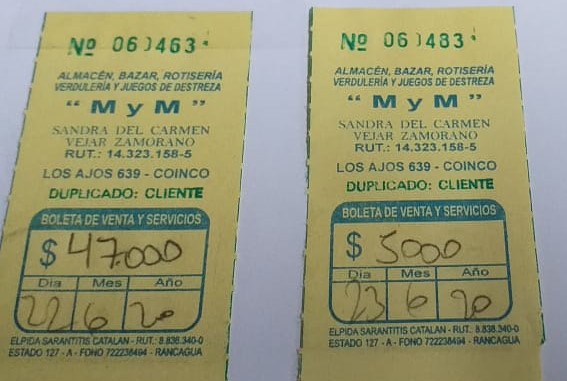 Nº 060463
ALMACÉN, BAZAR, ROTISERÍA
VERDULERÍA Y JUEGOS DE DESTREZA
“ M y M ”
SANDRA DEL CARMEN
VEJAR ZAMORANO
RUT.: 14.323.158-5
LOS AJOS 639 - COINCO
DUPLICADO: CLIENTE
BOLETA DE VENTA Y SERVICIOS
$ 47.000
Día Mes Año
22 6 20
ELPIDA SARANTITIS CATALAN - RUT.: 8.838.340-0
ESTADO 127 - A - FONO 722238494 - RANCAGUA
Nº 060483
ALMACÉN, BAZAR, ROTISERÍA
VERDULERÍA Y JUEGOS DE DESTREZA
“ M y M ”
SANDRA DEL CARMEN
VEJAR ZAMORANO
RUT.: 14.323.158-5
LOS AJOS 639 - COINCO
DUPLICADO: CLIENTE
BOLETA DE VENTA Y SERVICIOS
$ 5000
Día Mes Año
23 6 20
ELPIDA SARANTITIS CATALAN - RUT.: 8.838.340-0
ESTADO 127 - A - FONO 722238494 - RANCAGUA